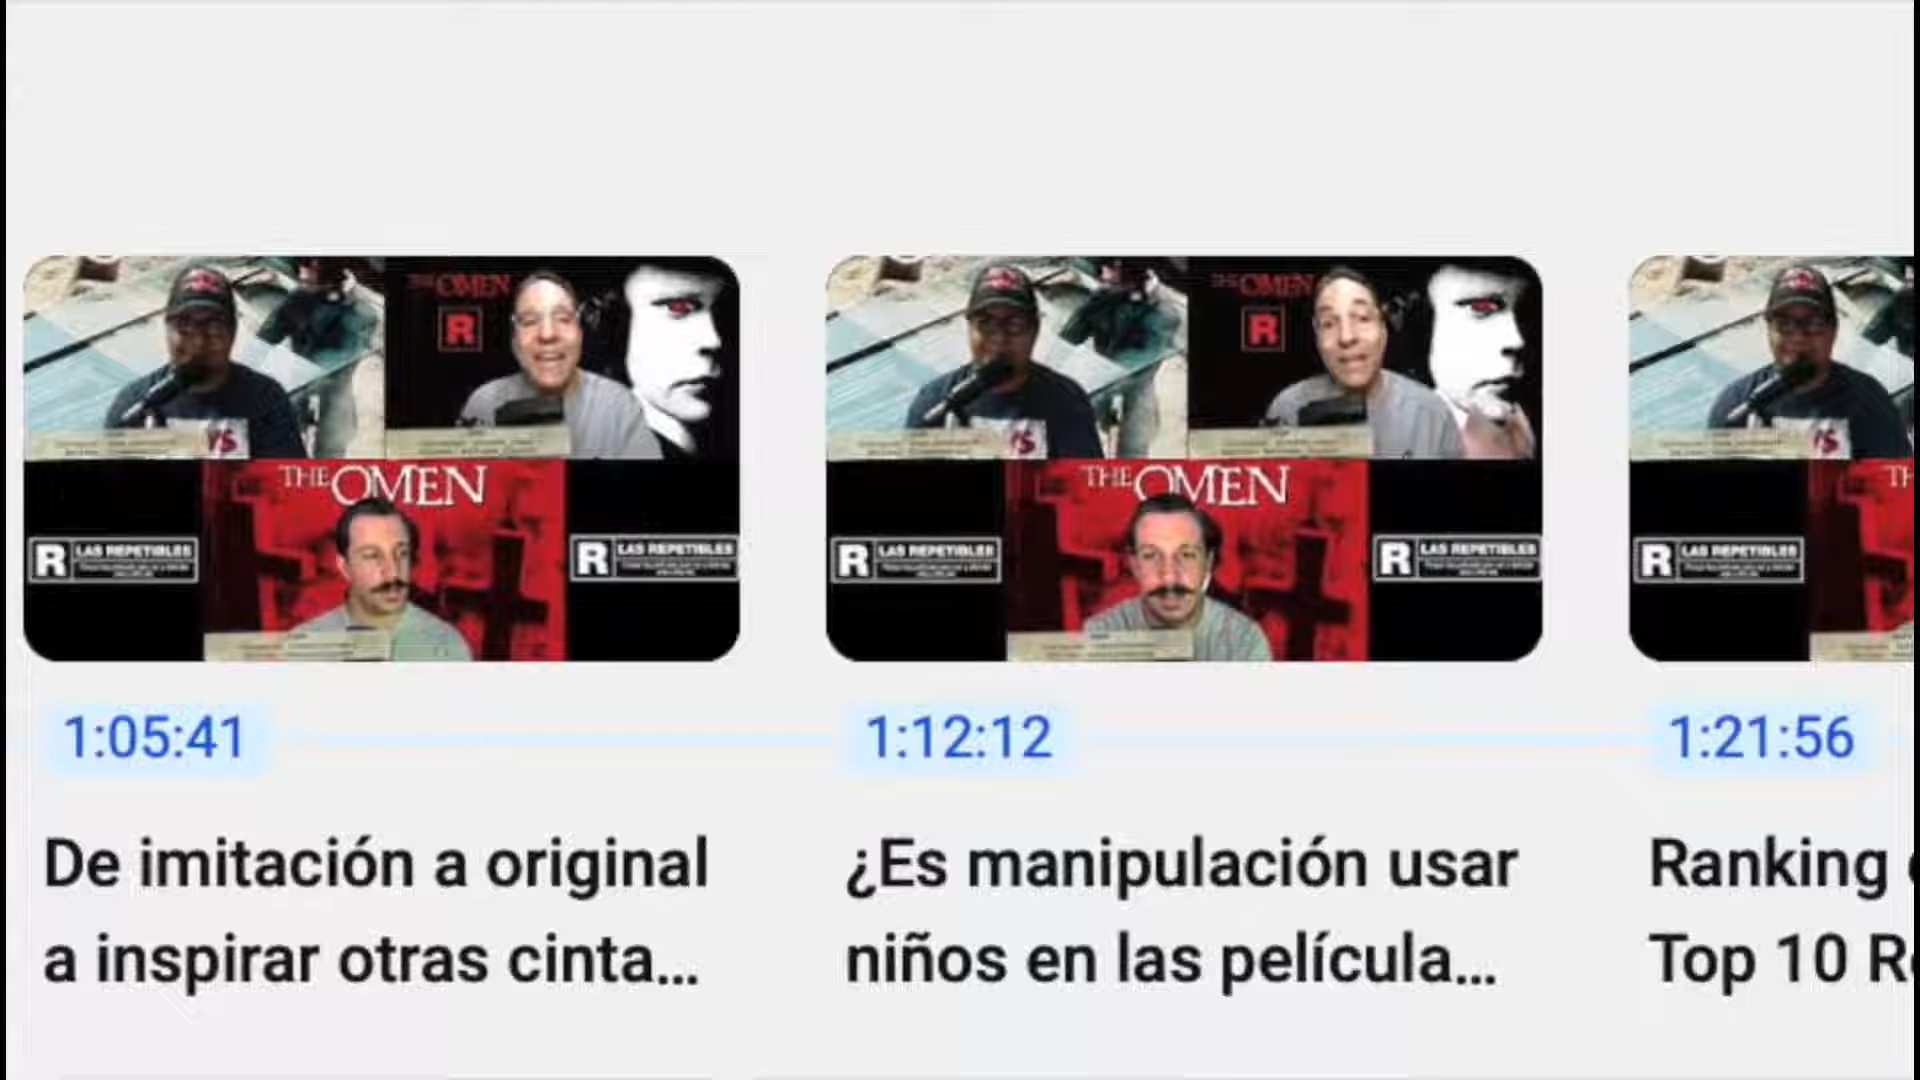 THE OMEN
R
THE OMEN
R LAS REPETIBLES
R LAS REPETIBLES
1:05:41
De imitación a original
a inspirar otras cinta...
THE OMEN
R
THE OMEN
R LAS REPETIBLES
R LAS REPETIBLES
1:12:12
¿Es manipulación usar
niños en las película...
R LAS REPETIBLES
1:21:56
Ranking
Top 10